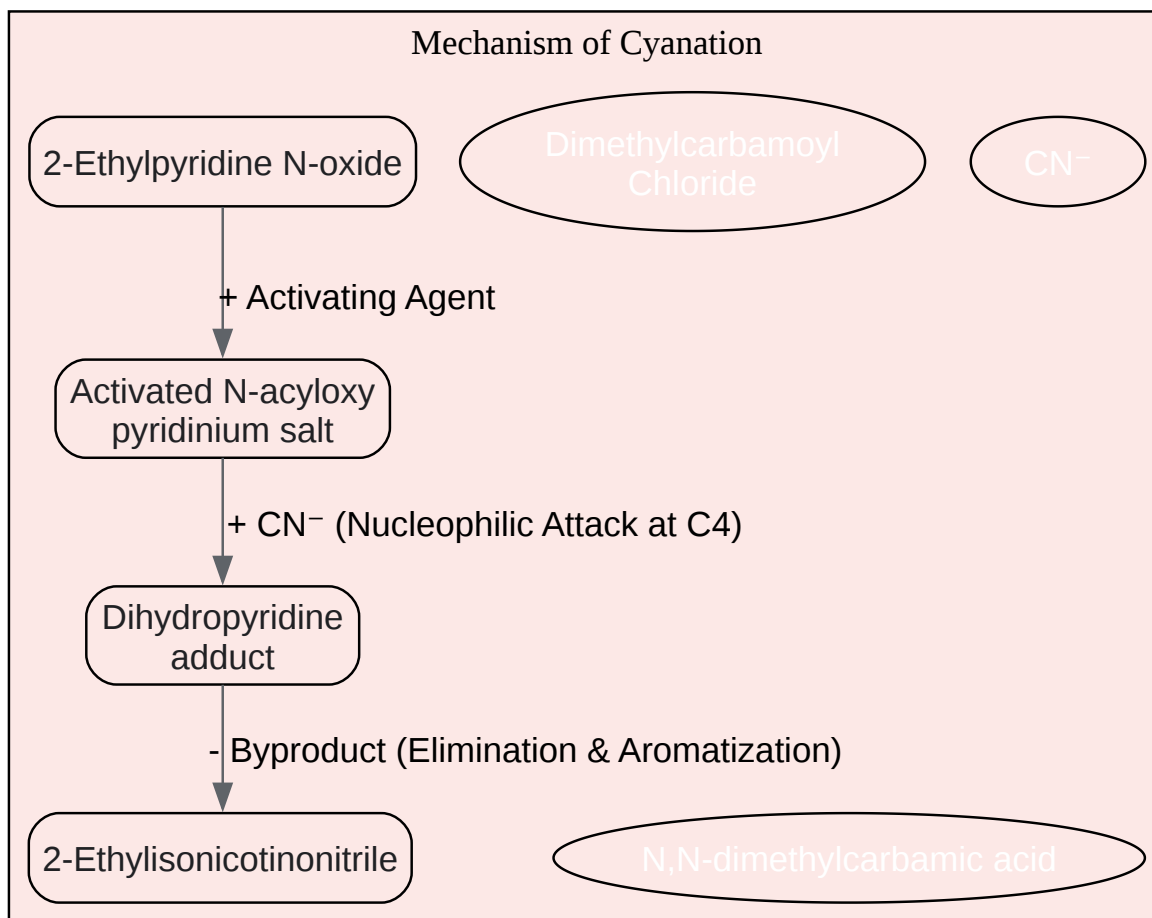 Mechanism of Cyanation
2-Ethylpyridine N-oxide
Dimethylcarbamoyl
Chloride
CN⁻
+ Activating Agent
Activated N-acyloxy
pyridinium salt
+ CN⁻ (Nucleophilic Attack at C4)
Dihydropyridine
adduct
- Byproduct (Elimination & Aromatization)
2-Ethylisonicotinonitrile
N,N-dimethylcarbamic acid